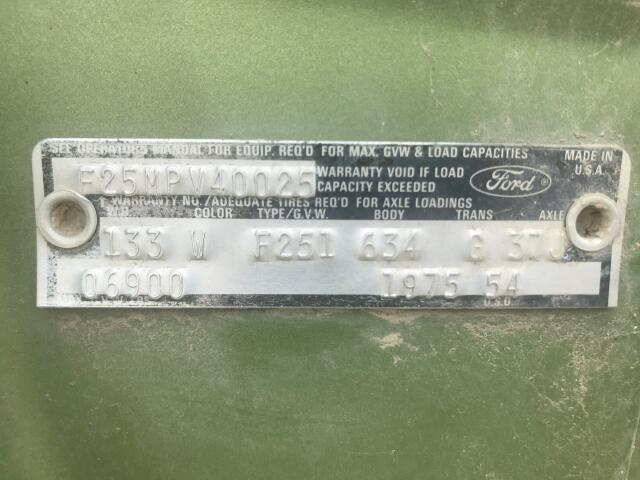 SEE OPERATOR'S MANUAL FOR EQUIP. REQ'D FOR MAX. GVW & LOAD CAPACITIES
MADE IN
U.S.A.
F25MPV40025
WARRANTY VOID IF LOAD
CAPACITY EXCEEDED
Ford
WARRANTY NO./ADEQUATE TIRES REQ'D FOR AXLE LOADINGS
COLOR TYPE/G.V.W. BODY TRANS AXLE
133 W F251 634 G 37J
06900 1975 54
D.S.O.